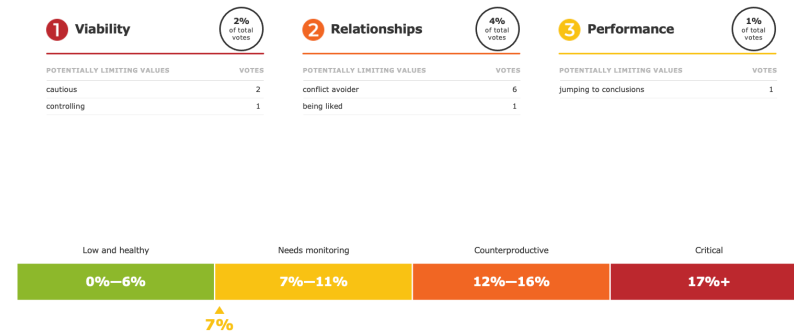 1 Viability
2%
of total
votes
POTENTIALLY LIMITING VALUES VOTES
cautious 2
controlling 1
2 Relationships
4%
of total
votes
POTENTIALLY LIMITING VALUES VOTES
conflict avoider 6
being liked 1
3 Performance
1%
of total
votes
POTENTIALLY LIMITING VALUES VOTES
jumping to conclusions 1
Low and healthy Needs monitoring Counterproductive Critical
0%—6% 7%—11% 12%—16% 17%+
7%